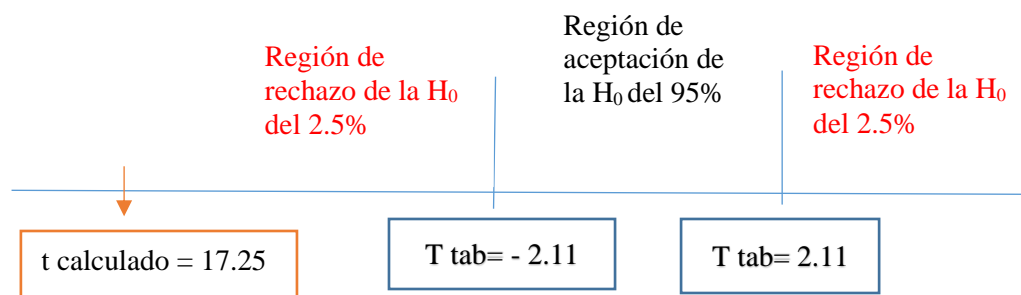 Región de
rechazo de la H₀
del 2.5%
Región de
aceptación de
la H₀ del 95%
Región de
rechazo de la H₀
del 2.5%
t calculado = 17.25
T tab= - 2.11
T tab= 2.11